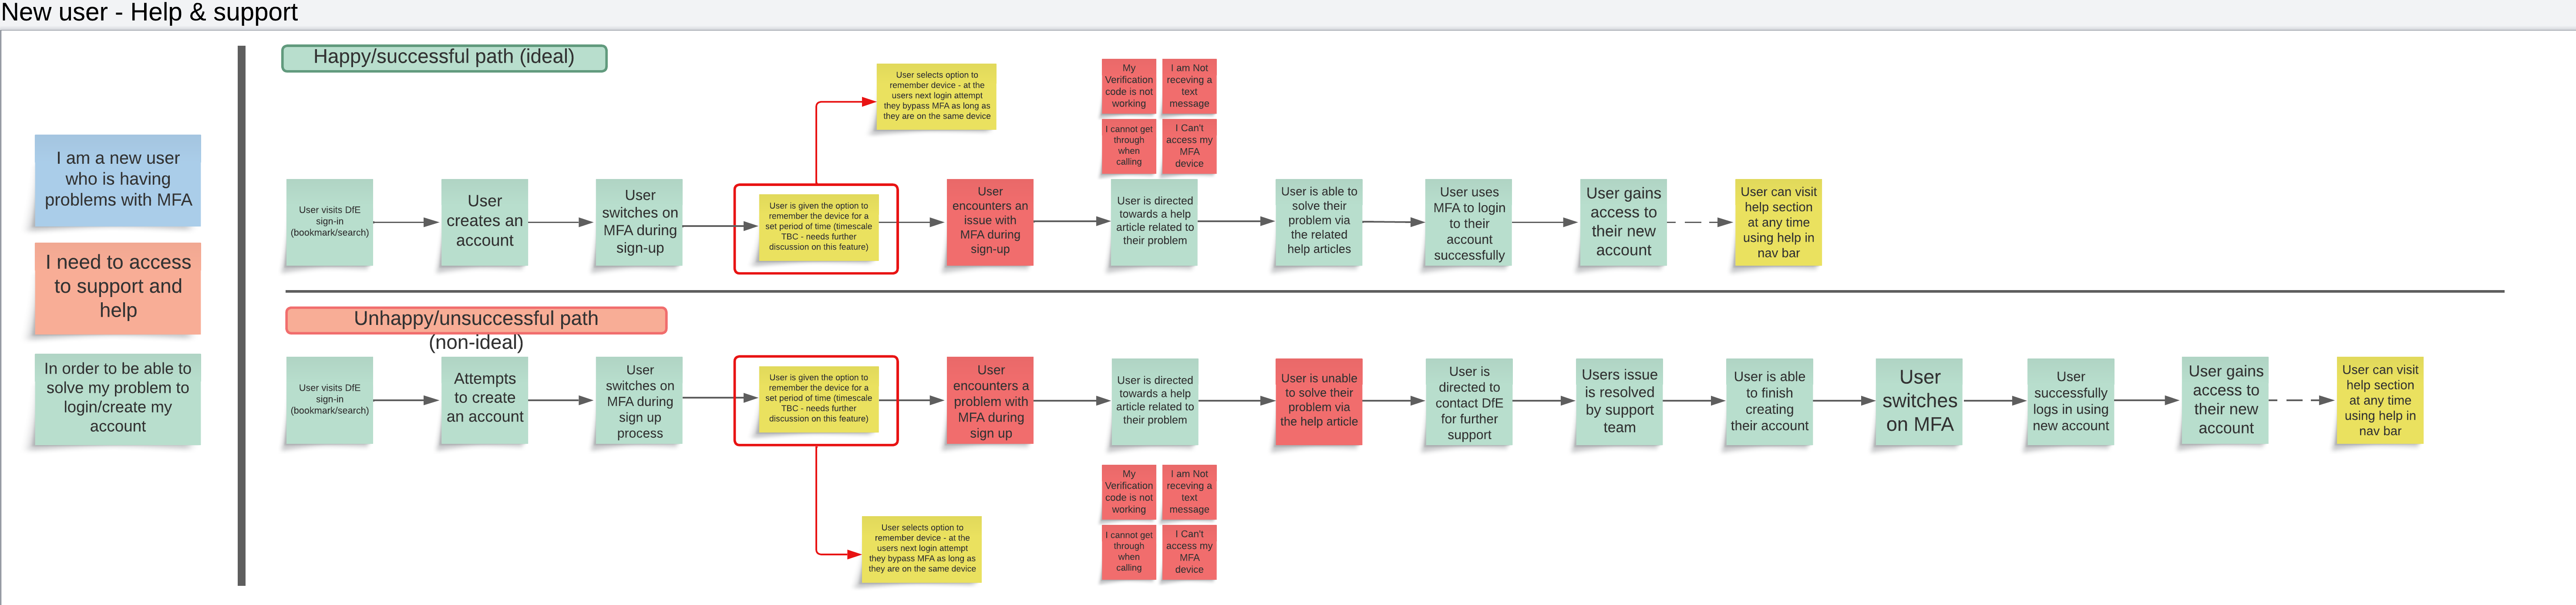 New user - Help & support
Happy/successful path (ideal)
I am a new user
who is having
problems with MFA
I need to access
to support and
help
In order to be able to
solve my problem to
login/create my
account
User selects option to
remember device - at the
users next login attempt
they bypass MFA as long as
they are on the same device
My
Verification
code is not
working
I am Not
receving a
text
message
I cannot get
through
when
calling
I Can't
access my
MFA
device
User visits DfE
sign-in
(bookmark/search)
User
creates an
account
User
switches on
MFA during
sign-up
User is given the option to
remember the device for a
set period of time (timescale
TBC - needs further
discussion on this feature)
User
encounters an
issue with
MFA during
sign-up
User is directed
towards a help
article related to
their problem
User is able to
solve their
problem via
the related
help articles
User uses
MFA to login
to their
account
successfully
User gains
access to
their new
account
User can visit
help section
at any time
using help in
nav bar
Unhappy/unsuccessful path
(non-ideal)
User visits DfE
sign-in
(bookmark/search)
Attempts
to create
an account
User
switches on
MFA during
sign up
process
User is given the option to
remember the device for a
set period of time (timescale
TBC - needs further
discussion on this feature)
User
encounters a
problem with
MFA during
sign up
User is directed
towards a help
article related to
their problem
User is unable
to solve their
problem via
the help article
User is
directed to
contact DfE
for further
support
Users issue
is resolved
by support
team
User is able
to finish
creating
their account
User
switches
on MFA
User
successfully
logs in using
new account
User gains
access to
their new
account
User can visit
help section
at any time
using help in
nav bar
My
Verification
code is not
working
I am Not
receving a
text
message
I cannot get
through
when
calling
I Can't
access my
MFA
device
User selects option to
remember device - at the
users next login attempt
they bypass MFA as long as
they are on the same device